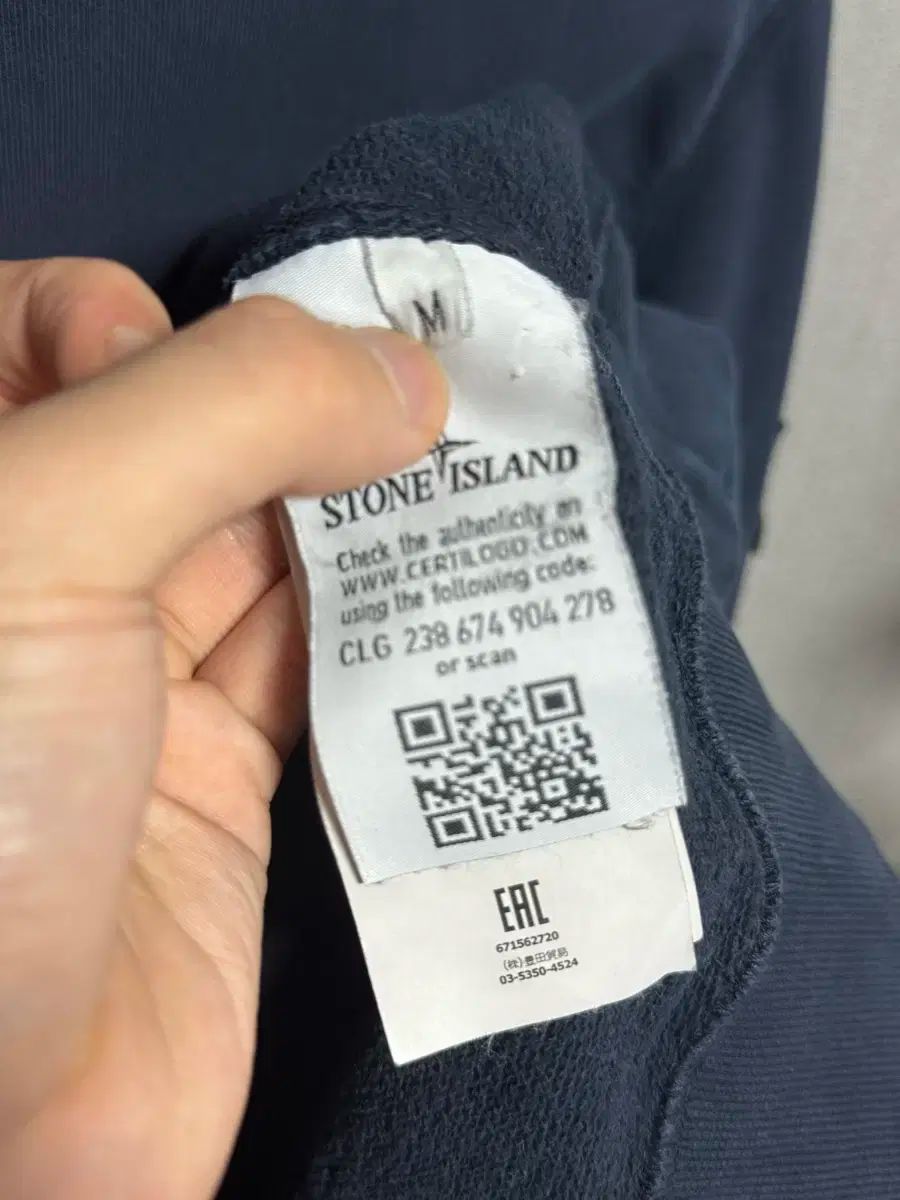 M
STONE ISLAND
Check the authenticity on
WWW.CERTILOGO.COM
using the following code:
CLG 238 674 904 278
or scan
EAC
671562720
(株)豊田貿易
03-5350-4524